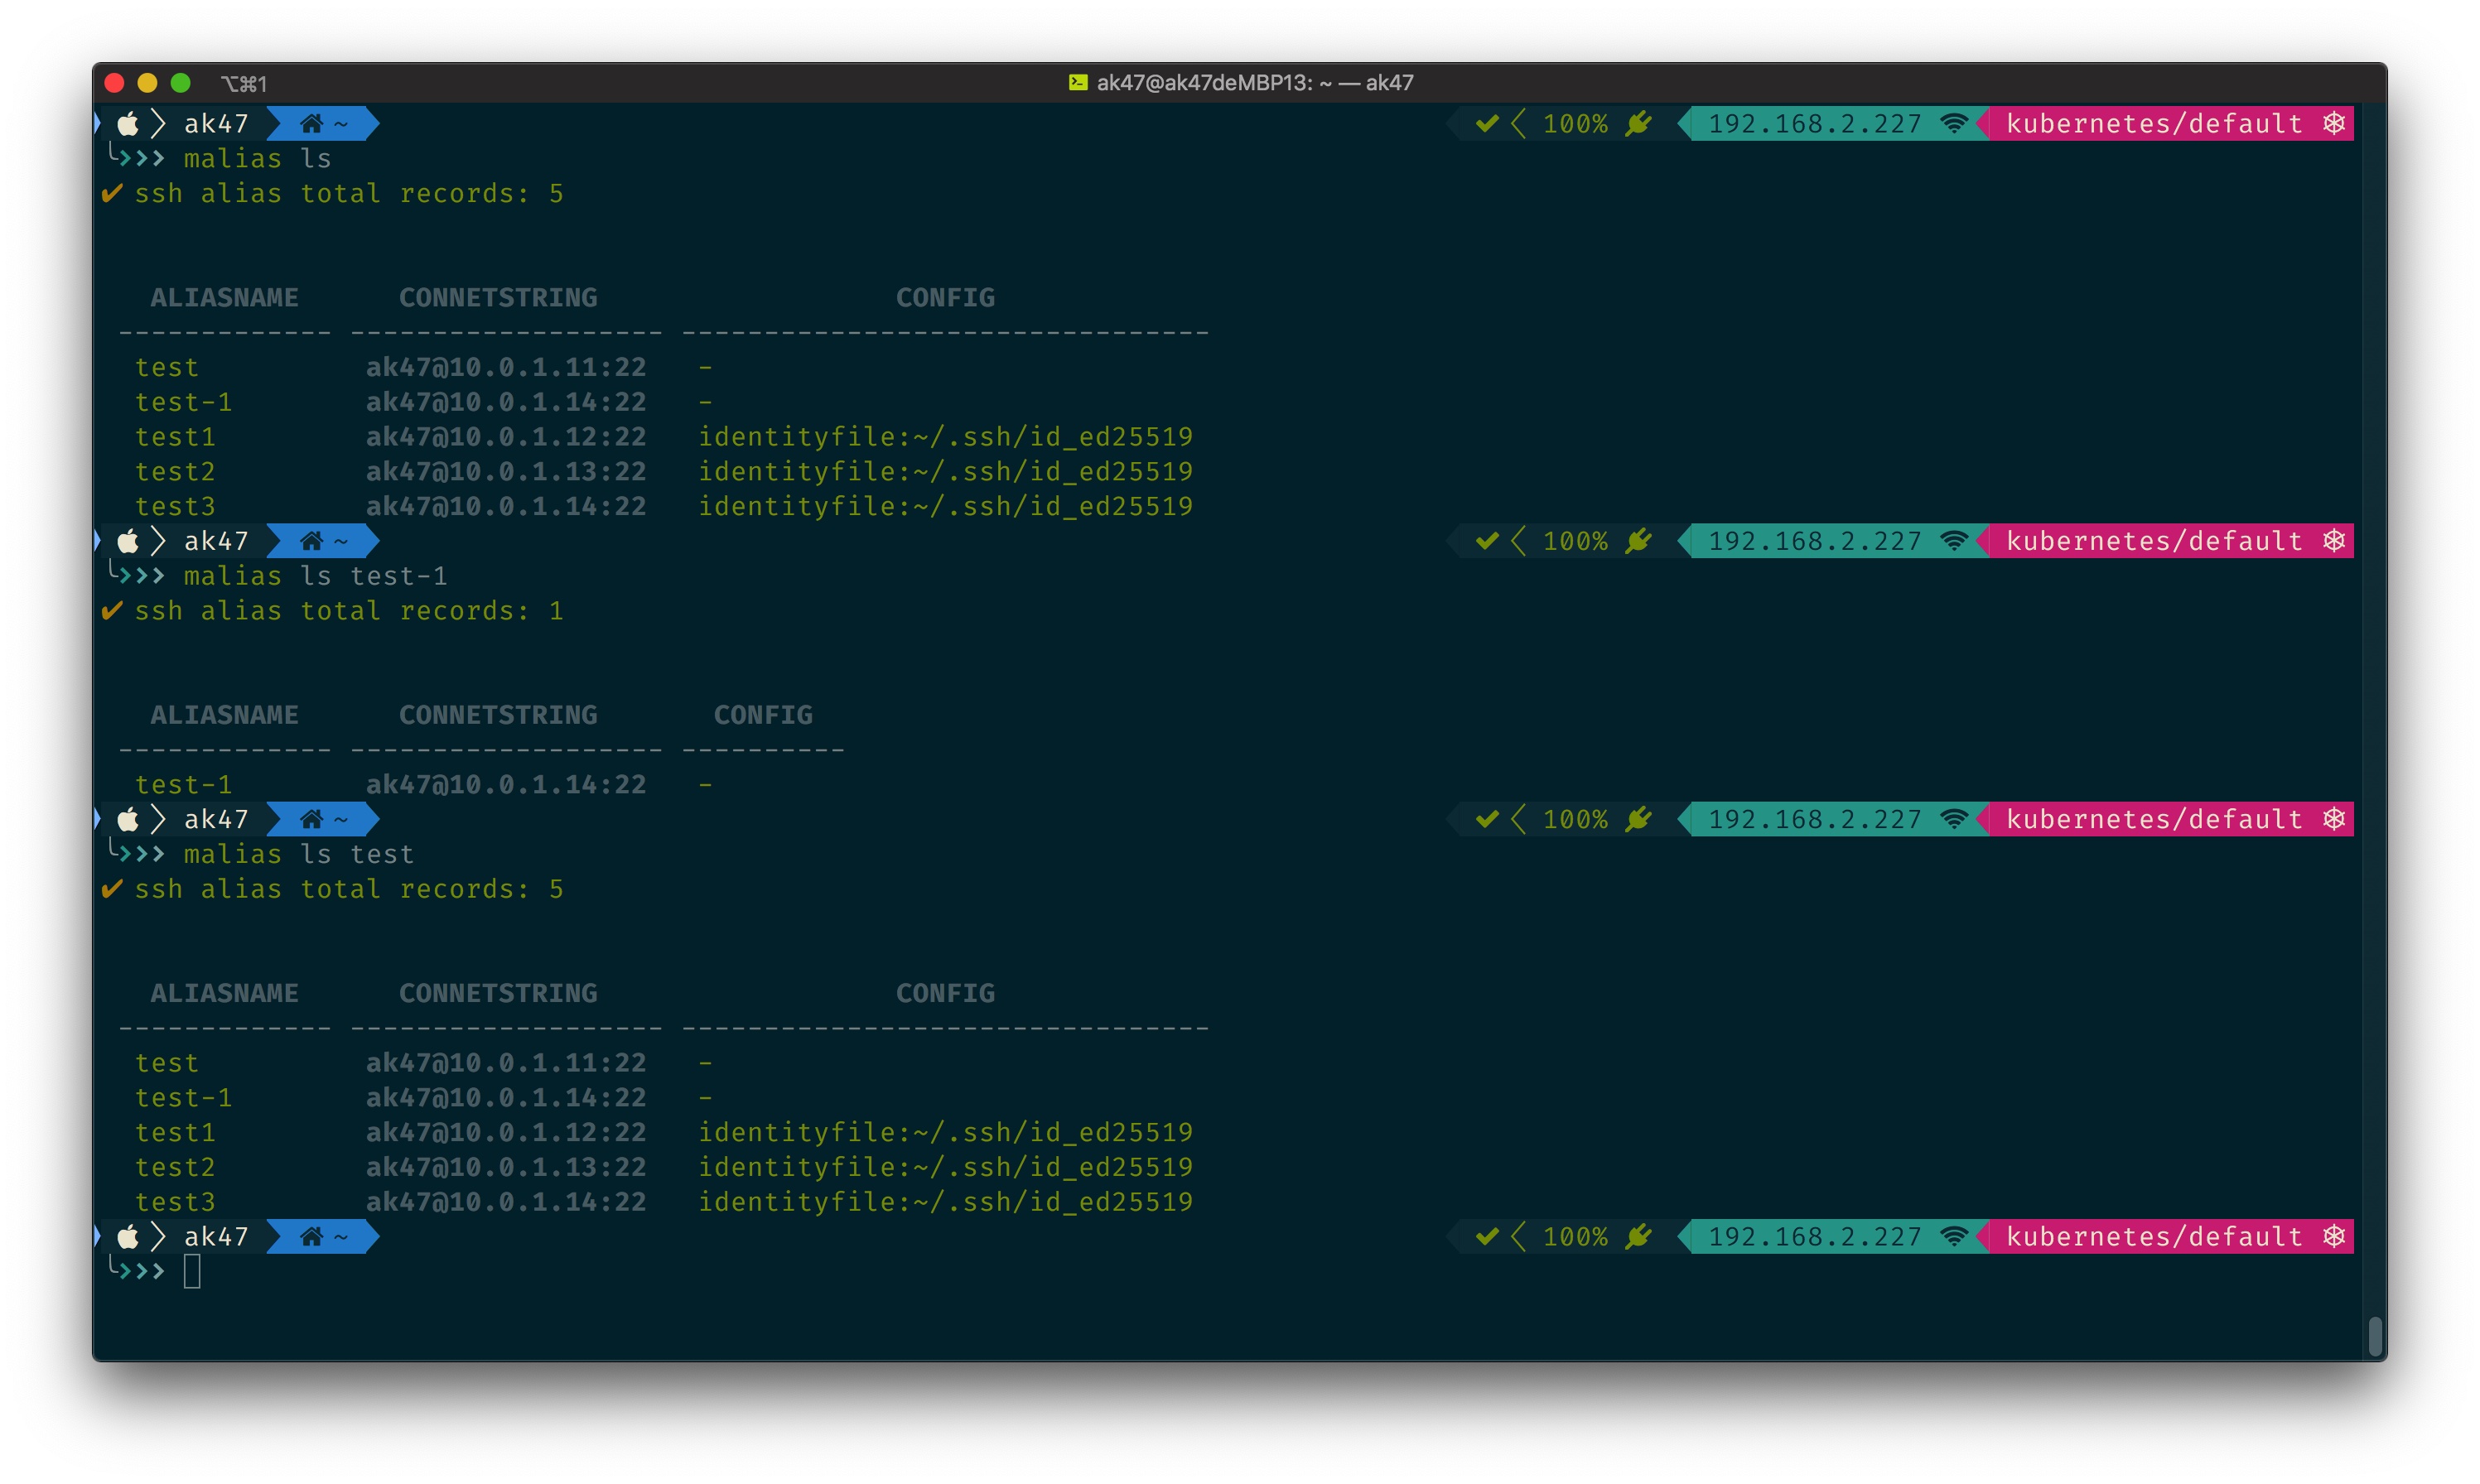 ⌥⌘1 ak47@ak47deMBP13: ~ — ak47
ak47 ~ 100% 192.168.2.227 kubernetes/default
╰>>> malias ls
✔ ssh alias total records: 5
ALIASNAME CONNETSTRING CONFIG
------------- ------------------- --------------------------------
test ak47@10.0.1.11:22 -
test-1 ak47@10.0.1.14:22 -
test1 ak47@10.0.1.12:22 identityfile:~/.ssh/id_ed25519
test2 ak47@10.0.1.13:22 identityfile:~/.ssh/id_ed25519
test3 ak47@10.0.1.14:22 identityfile:~/.ssh/id_ed25519
ak47 ~ 100% 192.168.2.227 kubernetes/default
╰>>> malias ls test-1
✔ ssh alias total records: 1
ALIASNAME CONNETSTRING CONFIG
------------- ------------------- ----------
test-1 ak47@10.0.1.14:22 -
ak47 ~ 100% 192.168.2.227 kubernetes/default
╰>>> malias ls test
✔ ssh alias total records: 5
ALIASNAME CONNETSTRING CONFIG
------------- ------------------- --------------------------------
test ak47@10.0.1.11:22 -
test-1 ak47@10.0.1.14:22 -
test1 ak47@10.0.1.12:22 identityfile:~/.ssh/id_ed25519
test2 ak47@10.0.1.13:22 identityfile:~/.ssh/id_ed25519
test3 ak47@10.0.1.14:22 identityfile:~/.ssh/id_ed25519
ak47 ~ 100% 192.168.2.227 kubernetes/default
╰>>>